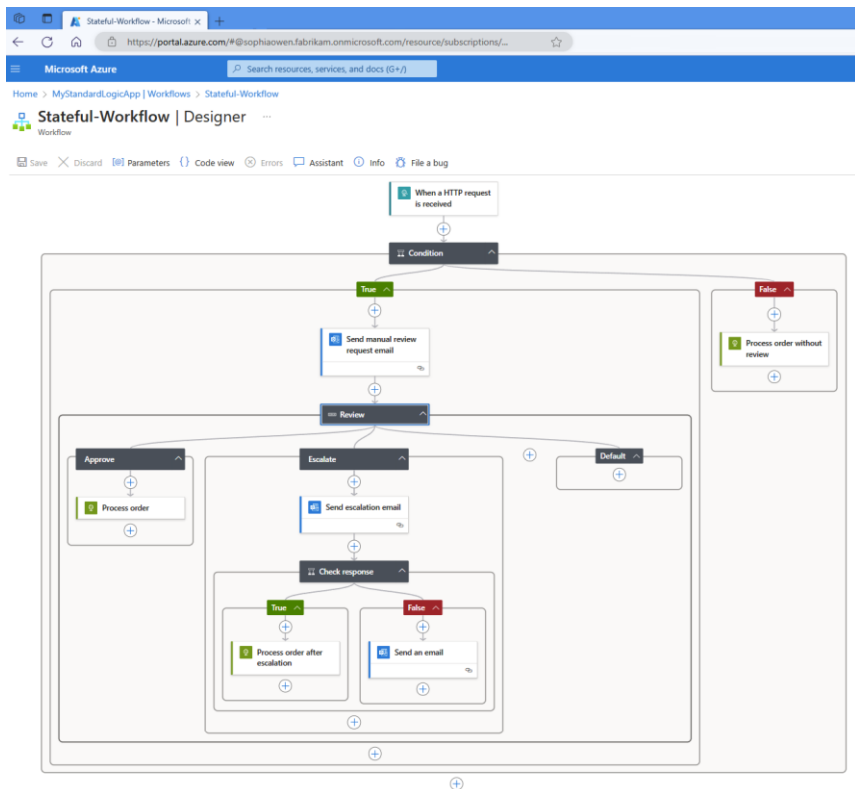 Stateful-Workflow - Microsoft
https://portal.azure.com/#@sophiaowen.fabrikam.onmicrosoft.com/resource/subscriptions/...
Microsoft Azure
Search resources, services, and docs (G+/)
Home > MyStandardLogicApp | Workflows > Stateful-Workflow
Stateful-Workflow | Designer ...
Workflow
Save Discard Parameters Code view Errors Assistant Info File a bug
When a HTTP request
is received
Condition
True
False
Send manual review
request email
Process order without
review
Review
Approve
Escalate
Default
Process order
Send escalation email
Check response
True
False
Process order after
escalation
Send an email